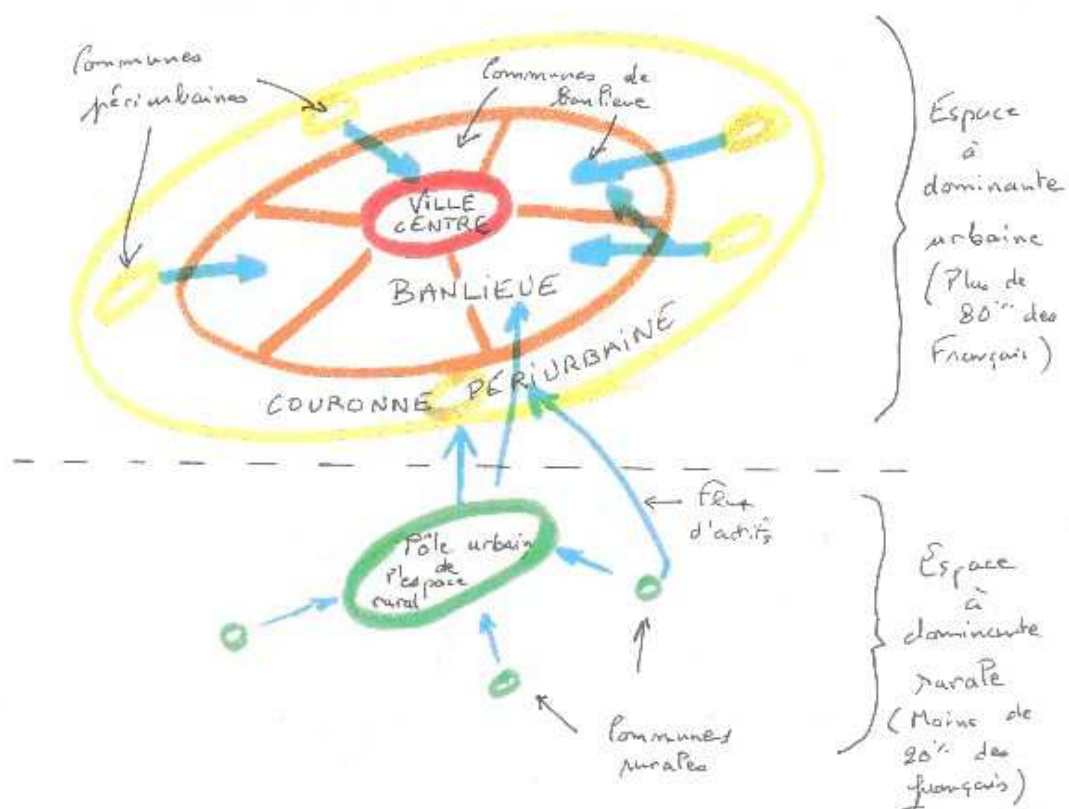 Communes
périurbaines
Communes de
banlieue
VILLE
CENTRE
BANLIEUE
COURONNE PÉRIURBAINE
Espace
à
dominante
urbaine
(Plus de
80% des
Français)
Flux
d'actifs
Pôle urbain
de
l'espace
rural
Communes
rurales
Espace
à
dominante
rurale
(Moins de
20% des
français)